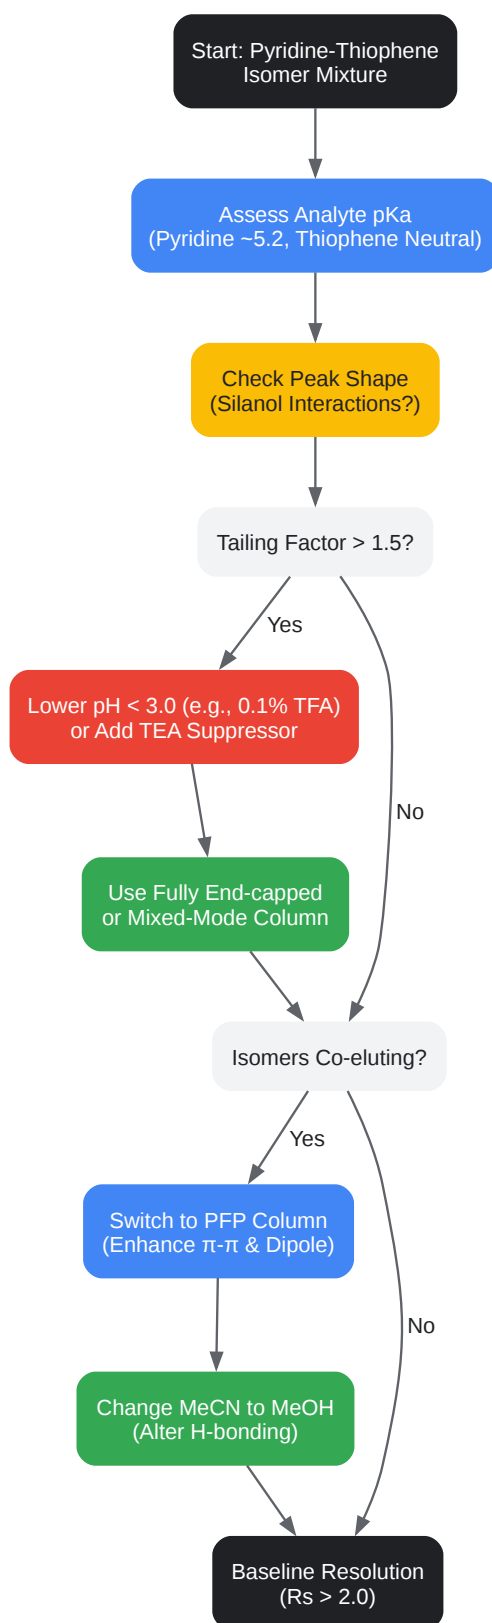 Start: Pyridine-Thiophene
Isomer Mixture
Assess Analyte pKa
(Pyridine ~5.2, Thiophene Neutral)
Check Peak Shape
(Silanol Interactions?)
Tailing Factor > 1.5?
Yes
Lower pH < 3.0 (e.g., 0.1% TFA)
or Add TEA Suppressor
No
Use Fully End-capped
or Mixed-Mode Column
Isomers Co-eluting?
Yes
Switch to PFP Column
(Enhance π-π & Dipole)
No
Change MeCN to MeOH
(Alter H-bonding)
Baseline Resolution
(Rs > 2.0)